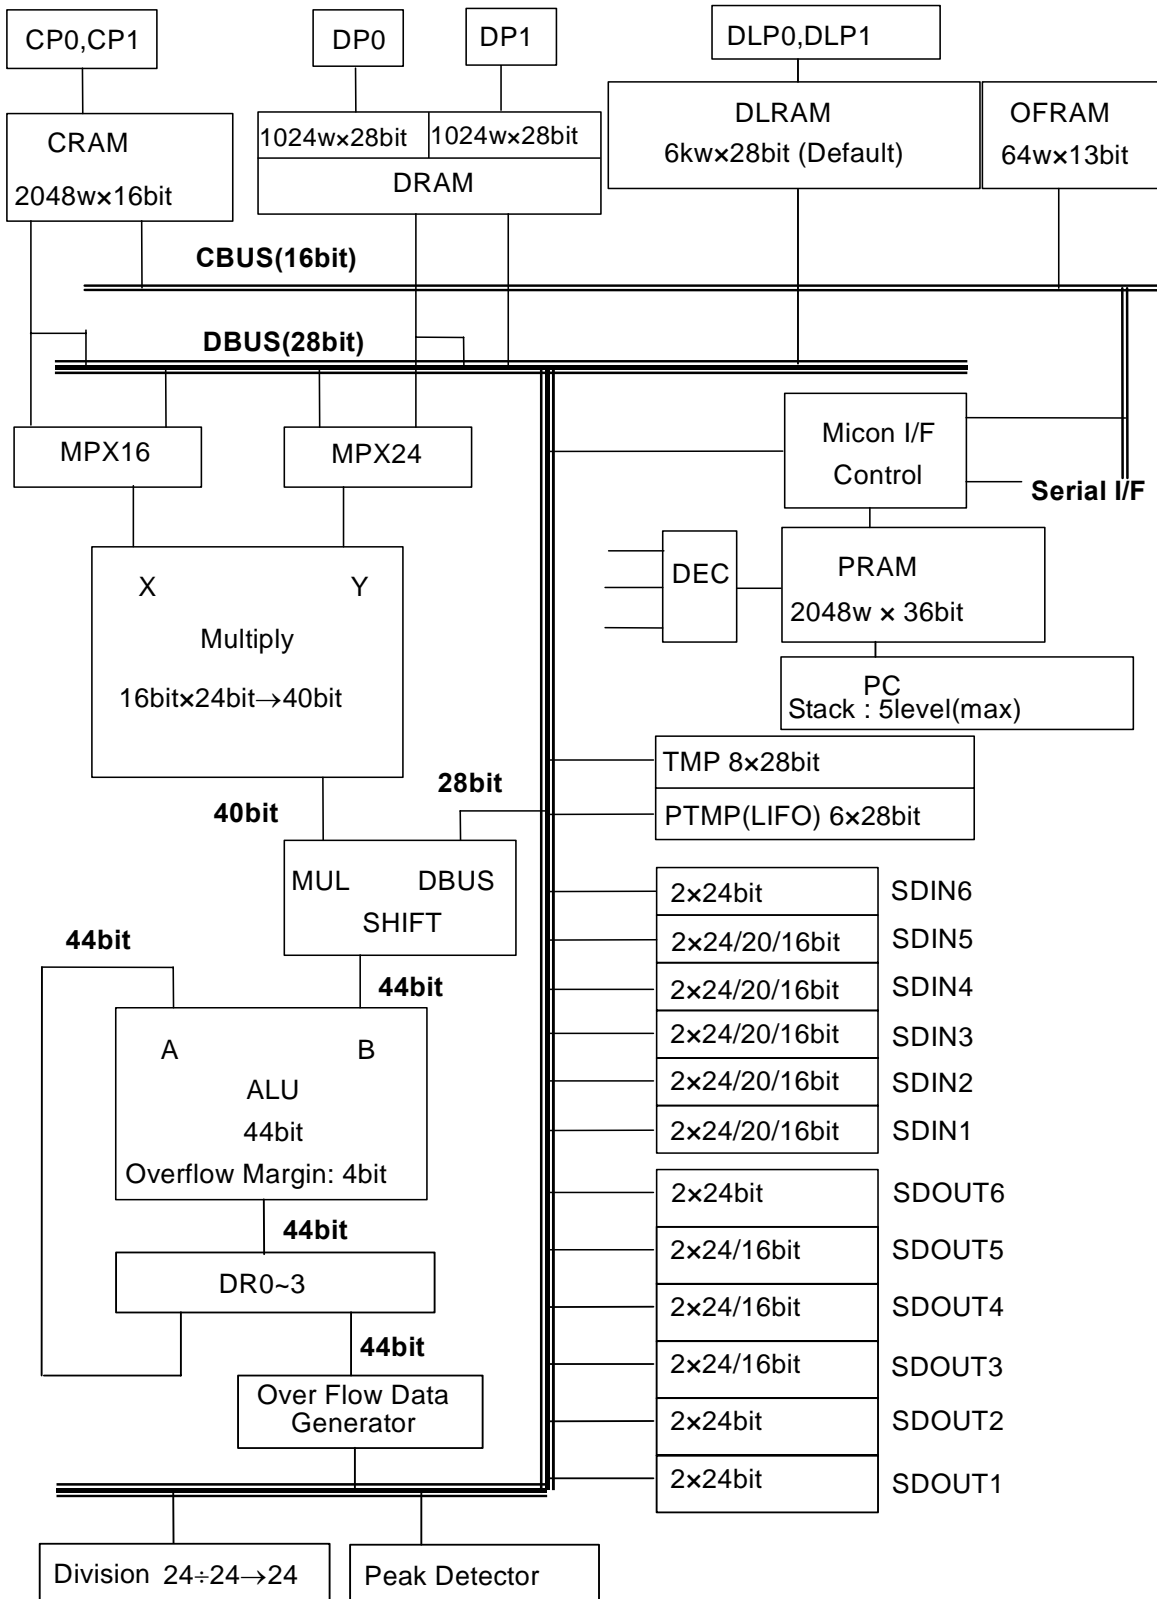 CP0,CP1
DP0
DP1
DLP0,DLP1
CRAM
2048w×16bit
1024w×28bit
1024w×28bit
DRAM
DLRAM
6kw×28bit (Default)
OFRAM
64w×13bit
CBUS(16bit)
DBUS(28bit)
MPX16
MPX24
Micon I/F
Control
Serial I/F
X
Y
Multiply
16bit×24bit→40bit
DEC
PRAM
2048w × 36bit
PC
Stack : 5level(max)
TMP 8×28bit
PTMP(LIFO) 6×28bit
28bit
40bit
MUL
DBUS
SHIFT
44bit
44bit
A
B
ALU
44bit
Overflow Margin: 4bit
44bit
DR0~3
44bit
Over Flow Data
Generator
2×24bit SDIN6
2×24/20/16bit SDIN5
2×24/20/16bit SDIN4
2×24/20/16bit SDIN3
2×24/20/16bit SDIN2
2×24/20/16bit SDIN1
2×24bit SDOUT6
2×24/16bit SDOUT5
2×24/16bit SDOUT4
2×24/16bit SDOUT3
2×24bit SDOUT2
2×24bit SDOUT1
Division 24÷24→24
Peak Detector